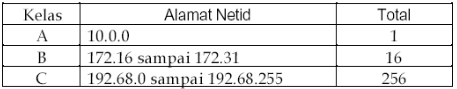 Kelas Alamat Netid Total
A 10.0.0 1
B 172.16 sampai 172.31 16
C 192.68.0 sampai 192.68.255 256